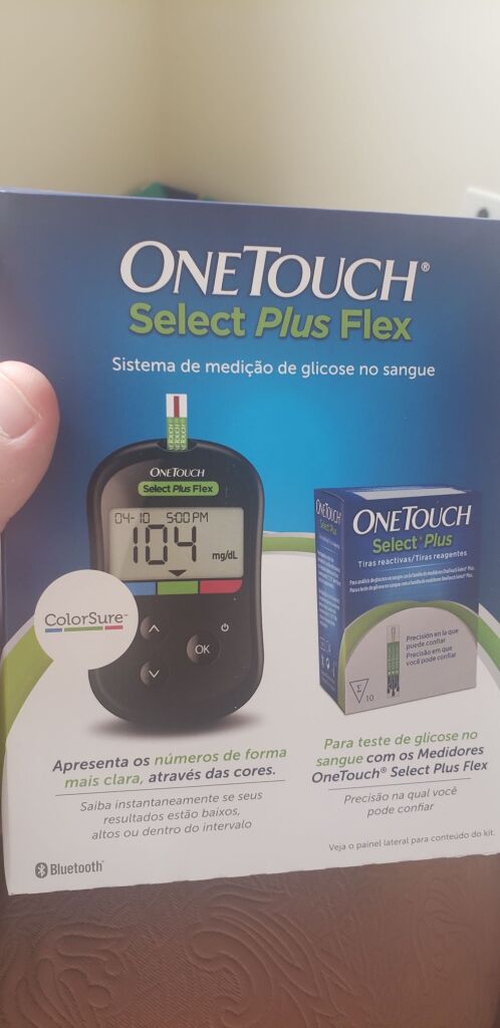 ONETOUCH®
Select Plus Flex
Sistema de medição de glicose no sangue
ONETOUCH
Select Plus Flex
04-10 5:00 PM
104 mg/dL
OK
ColorSure™
ONETOUCH
Select Plus
Tiras reactivas/Tiras reagentes
Precisión en la que
puede confiar
Precisão em que
você pode confiar
Σ
10
Apresenta os números de forma
mais clara, através das cores.
Saiba instantaneamente se seus
resultados estão baixos,
altos ou dentro do intervalo
Para teste de glicose no
sangue com os Medidores
OneTouch® Select Plus Flex
Precisão na qual você
pode confiar
Veja o painel lateral para conteúdo do kit.
Bluetooth®